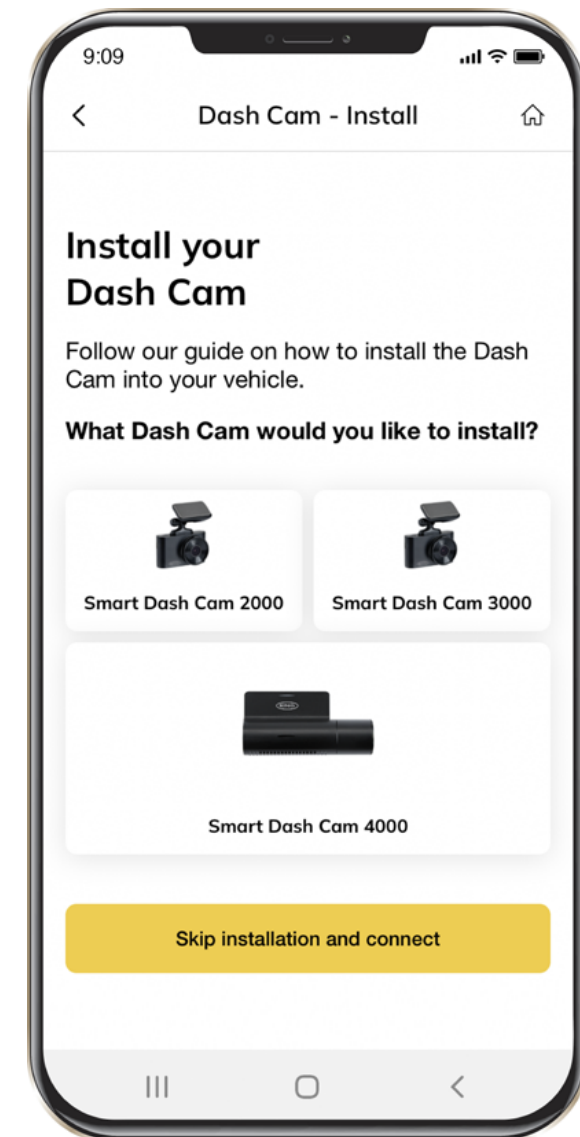 9:09
Dash Cam - Install
Install your
Dash Cam
Follow our guide on how to install the Dash
Cam into your vehicle.
What Dash Cam would you like to install?
Smart Dash Cam 2000
Smart Dash Cam 3000
RING
Smart Dash Cam 4000
Skip installation and connect